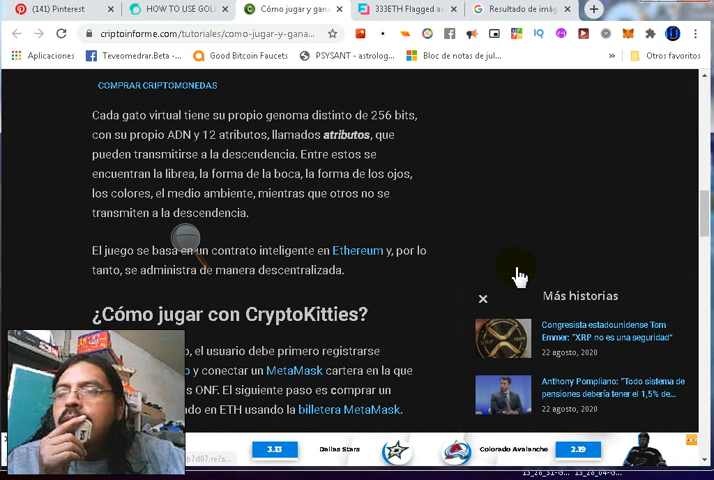 (141) Pinterest
HOW TO USE GOL
Cómo jugar y gana
333ETH Flagged as
Resultado de imág
criptoinforme.com/tutoriales/como-jugar-y-gana...
Aplicaciones
Teveomedrar.Beta -...
Good Bitcoin Faucets
PSYSANT - astrolog...
Bloc de notas de jul...
»
Otros favoritos
COMPRAR CRIPTOMONEDAS
Cada gato virtual tiene su propio genoma distinto de 256 bits,
con su propio ADN y 12 atributos, llamados atributos, que
pueden transmitirse a la descendencia. Entre estos se
encuentran la librea, la forma de la boca, la forma de los ojos,
los colores, el medio ambiente, mientras que otros no se
transmiten a la descendencia.
El juego se basa en un contrato inteligente en Ethereum y, por lo
tanto, se administra de manera descentralizada.
¿Cómo jugar con CryptoKitties?
o, el usuario debe primero registrarse
o y conectar un MetaMask cartera en la que
s ONF. El siguiente paso es comprar un
ado en ETH usando la billetera MetaMask.
Más historias
Congresista estadounidense Tom
Emmer: "XRP no es una seguridad"
22 agosto, 2020
Anthony Pompliano: "Todo sistema de
pensiones debería tener el 1,5% de...
22 agosto, 2020
3.13
Dallas Stars
Colorado Avalanche
2.19
b7d07.re?a...